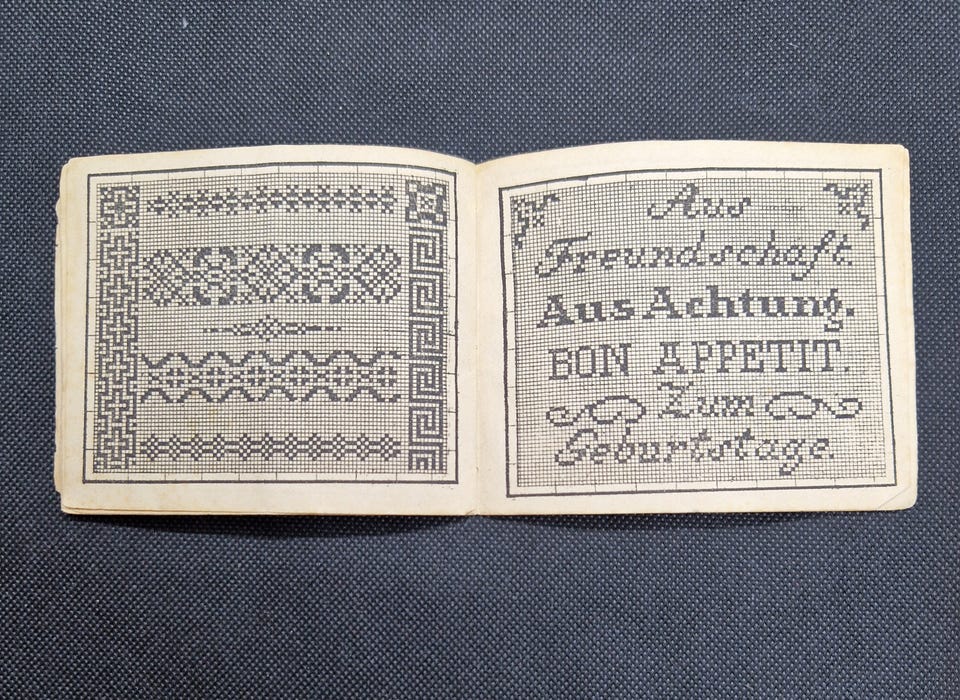 Aus
Freundschaft.
Aus Achtung.
BON APPETIT.
Zum
Geburtstage.